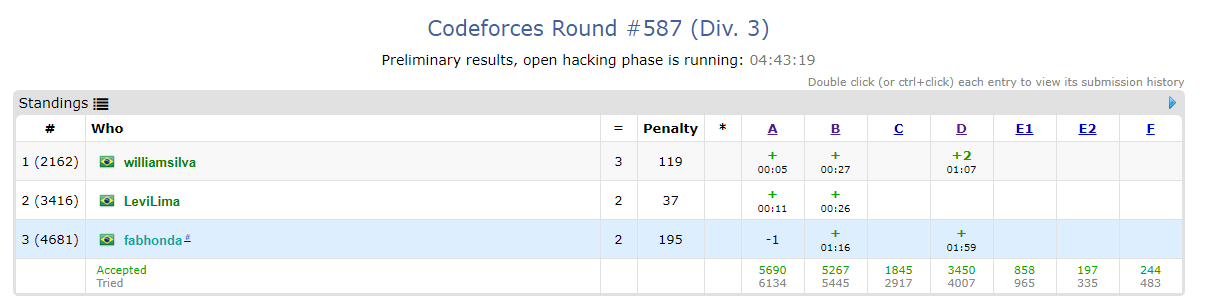 Codeforces Round #587 (Div. 3)
Preliminary results, open hacking phase is running: 04:43:19
Double click (or ctrl+click) each entry to view its submission history
Standings
# Who = Penalty * A B C D E1 E2 F
1 (2162) williamsilva 3 119 + + +2
00:05 00:27 01:07
2 (3416) LeviLima 2 37 + +
00:11 00:26
3 (4681) fabhonda# 2 195 -1 + +
01:16 01:59
Accepted 5690 5267 1845 3450 858 197 244
Tried 6134 5445 2917 4007 965 335 483